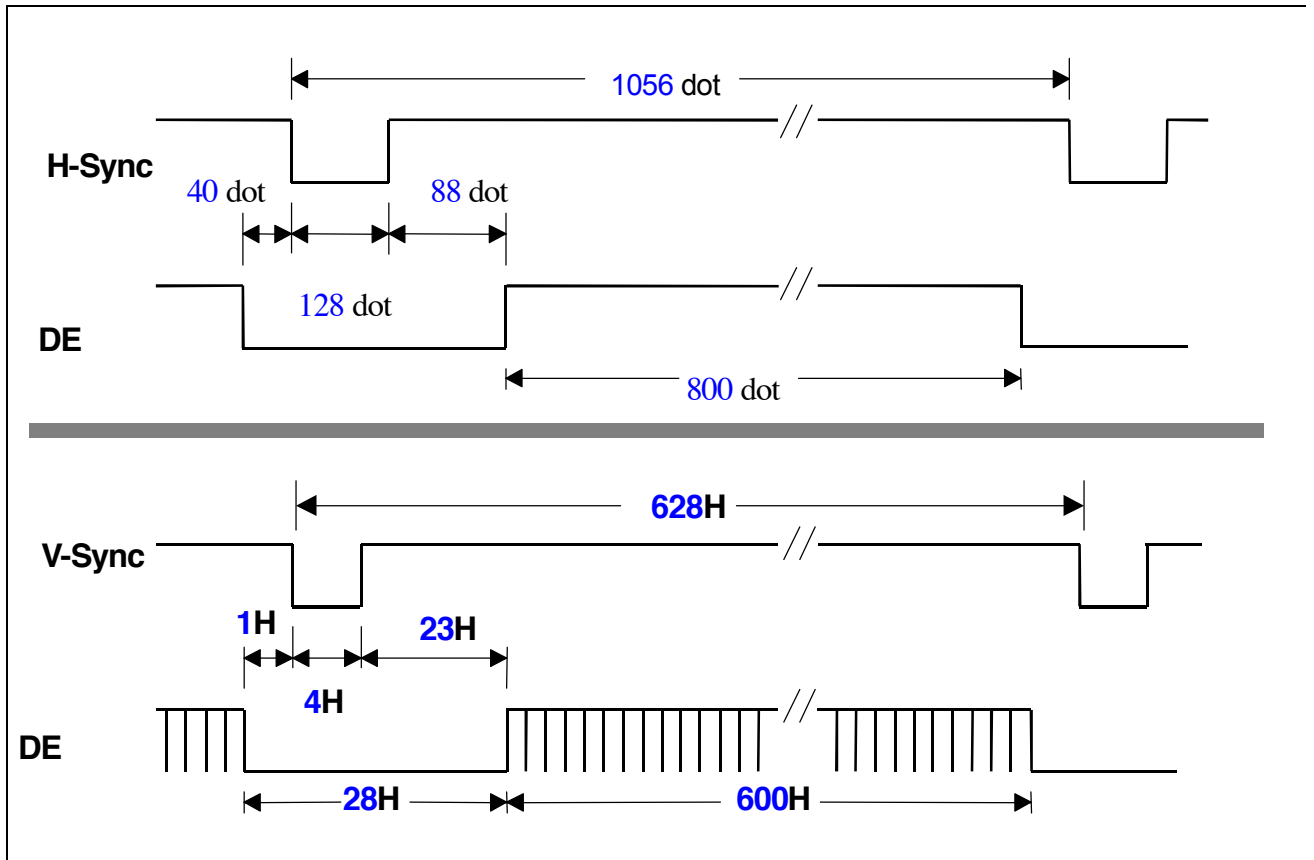 1056 dot
H-Sync
40 dot
88 dot
128 dot
DE
800 dot
628H
V-Sync
1H
23H
4H
DE
28H
600H